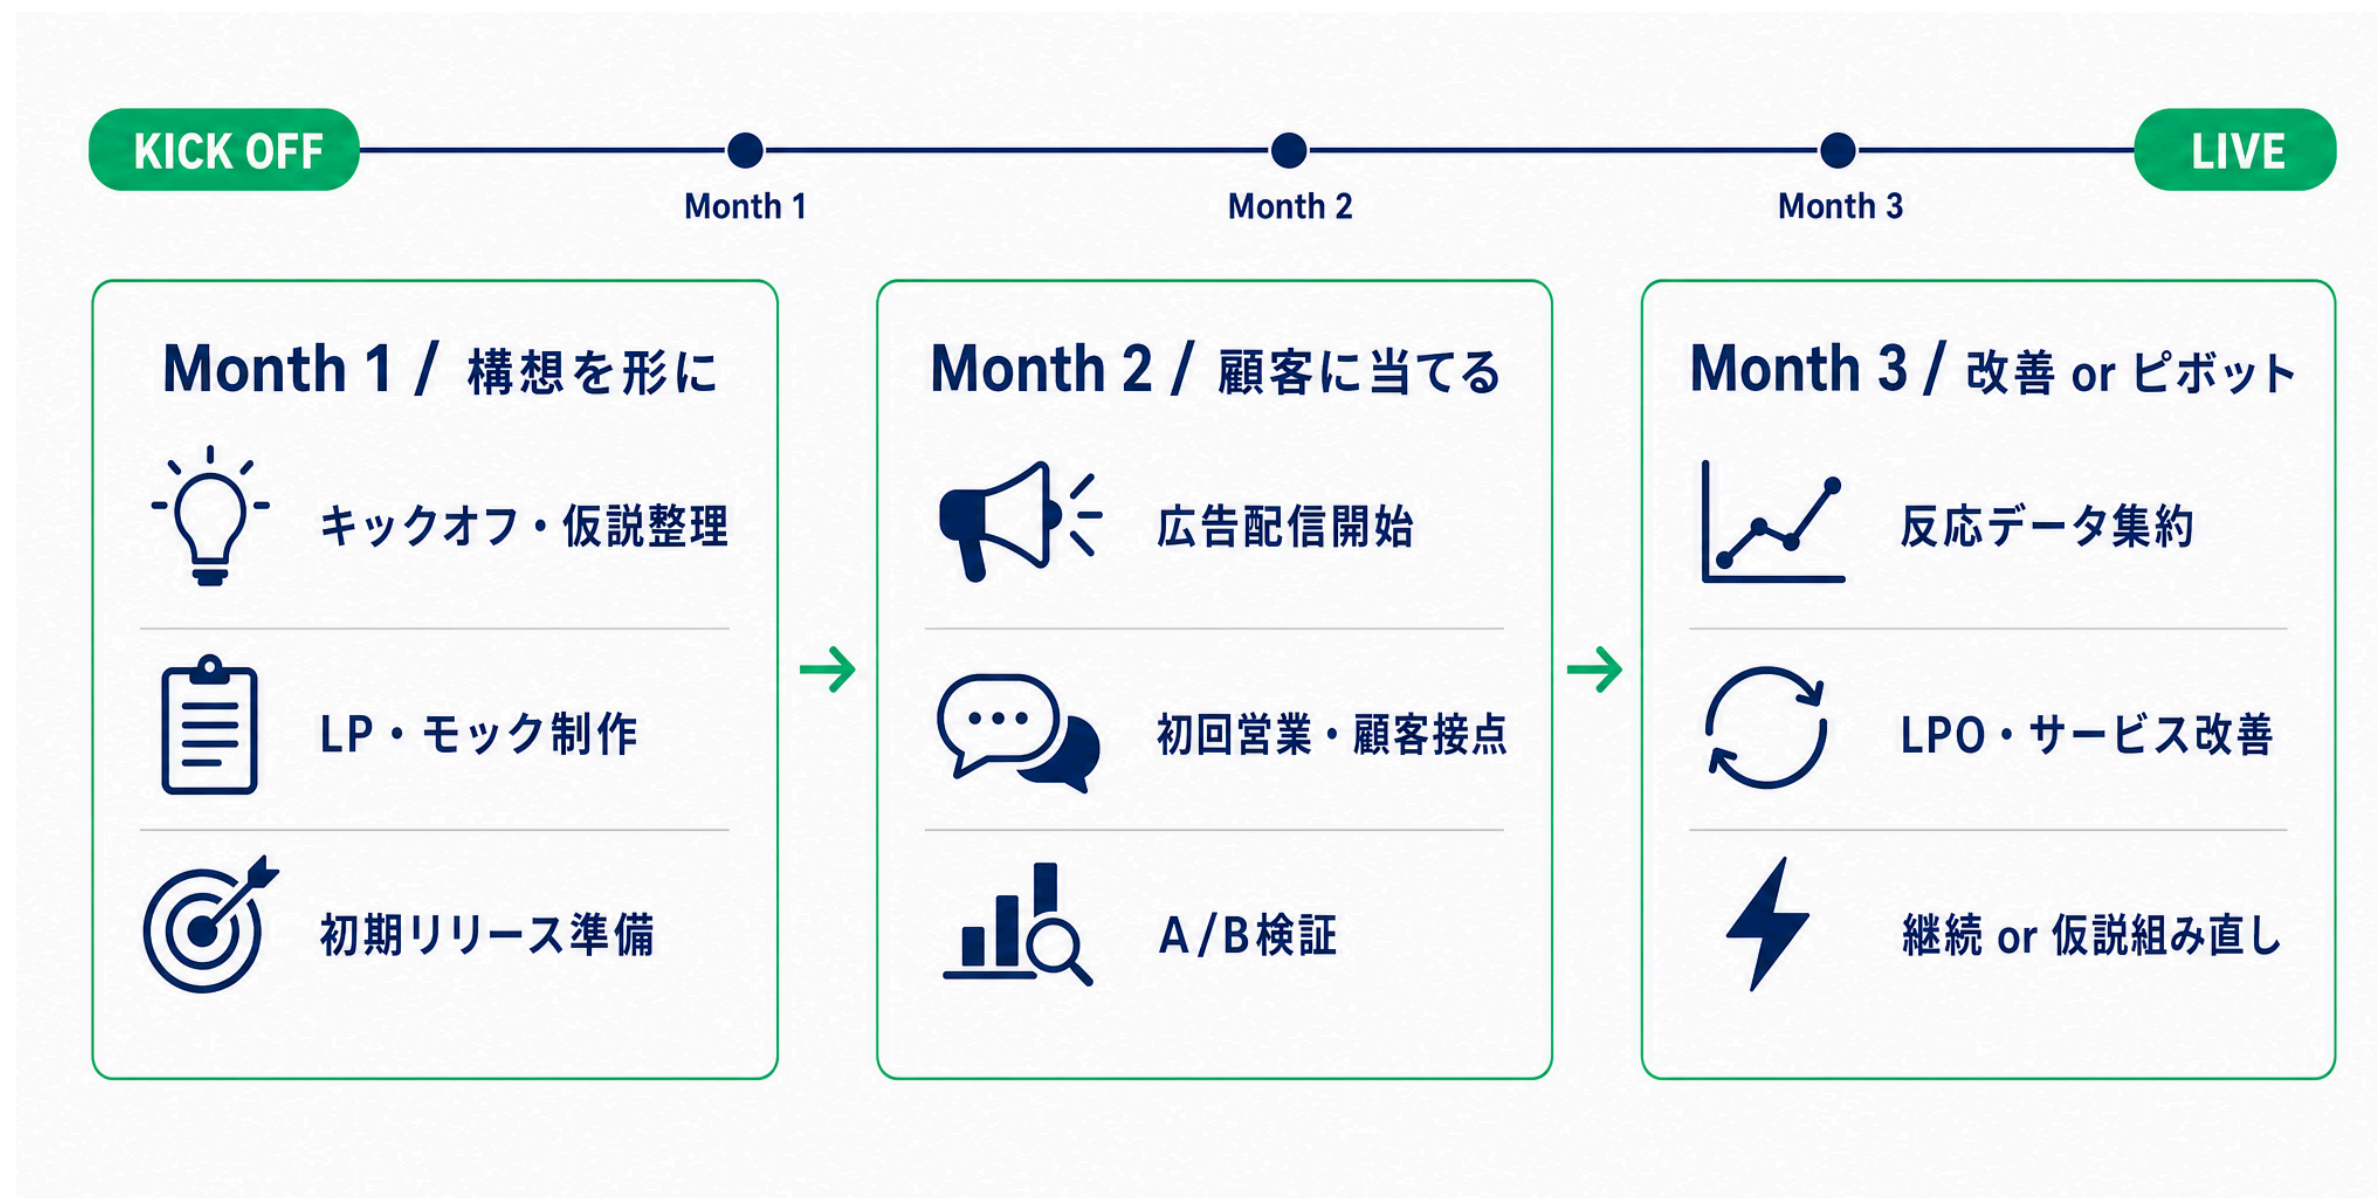 KICK OFF
LIVE
Month 1
Month 2
Month 3
Month 1 / 構想を形に
キックオフ・仮説整理
LP・モック制作
初期リリース準備
Month 2 / 顧客に当てる
広告配信開始
初回営業・顧客接点
A/B検証
Month 3 / 改善 or ピボット
反応データ集約
LPO・サービス改善
継続 or 仮説組み直し